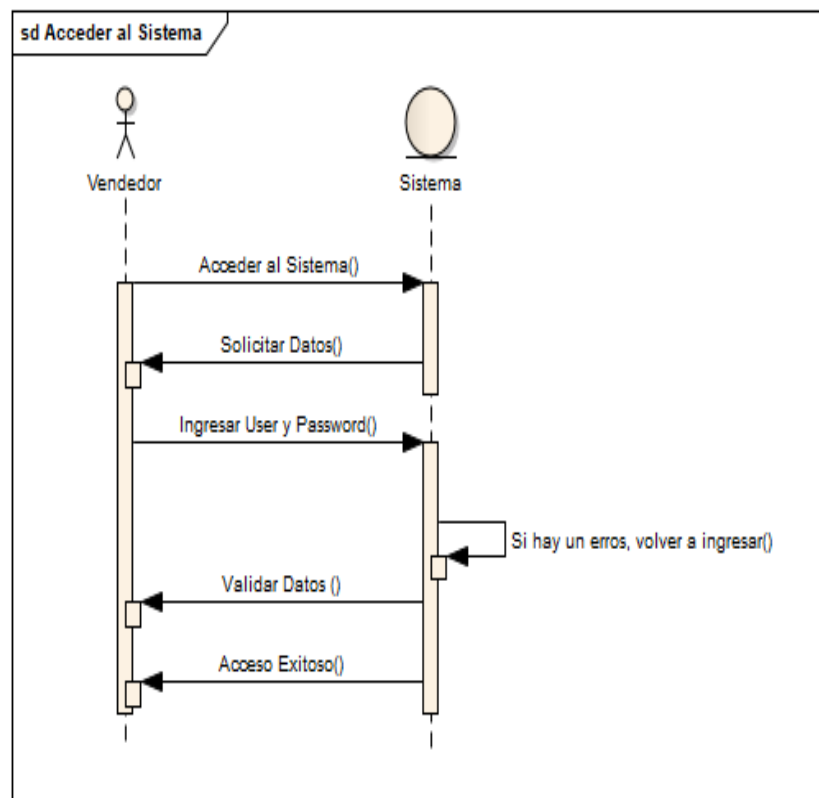 sd Acceder al Sistema
Vendedor
Sistema
Acceder al Sistema()
Solicitar Datos()
Ingresar User y Password()
Si hay un erros, volver a ingresar()
Validar Datos ()
Acceso Exitoso()